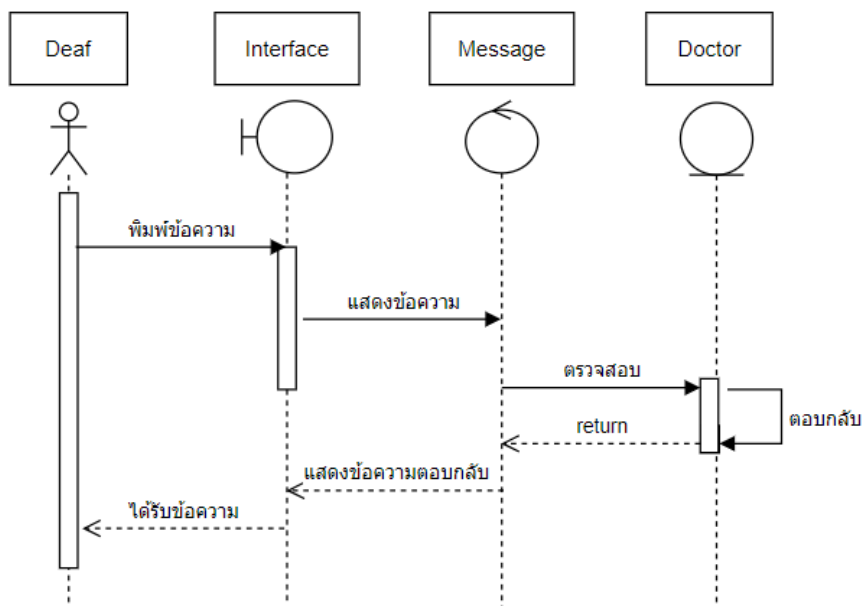 Deaf
Interface
Message
Doctor
พิมพ์ข้อความ
แสดงข้อความ
ตรวจสอบ
ตอบกลับ
return
แสดงข้อความตอบกลับ
ได้รับข้อความ